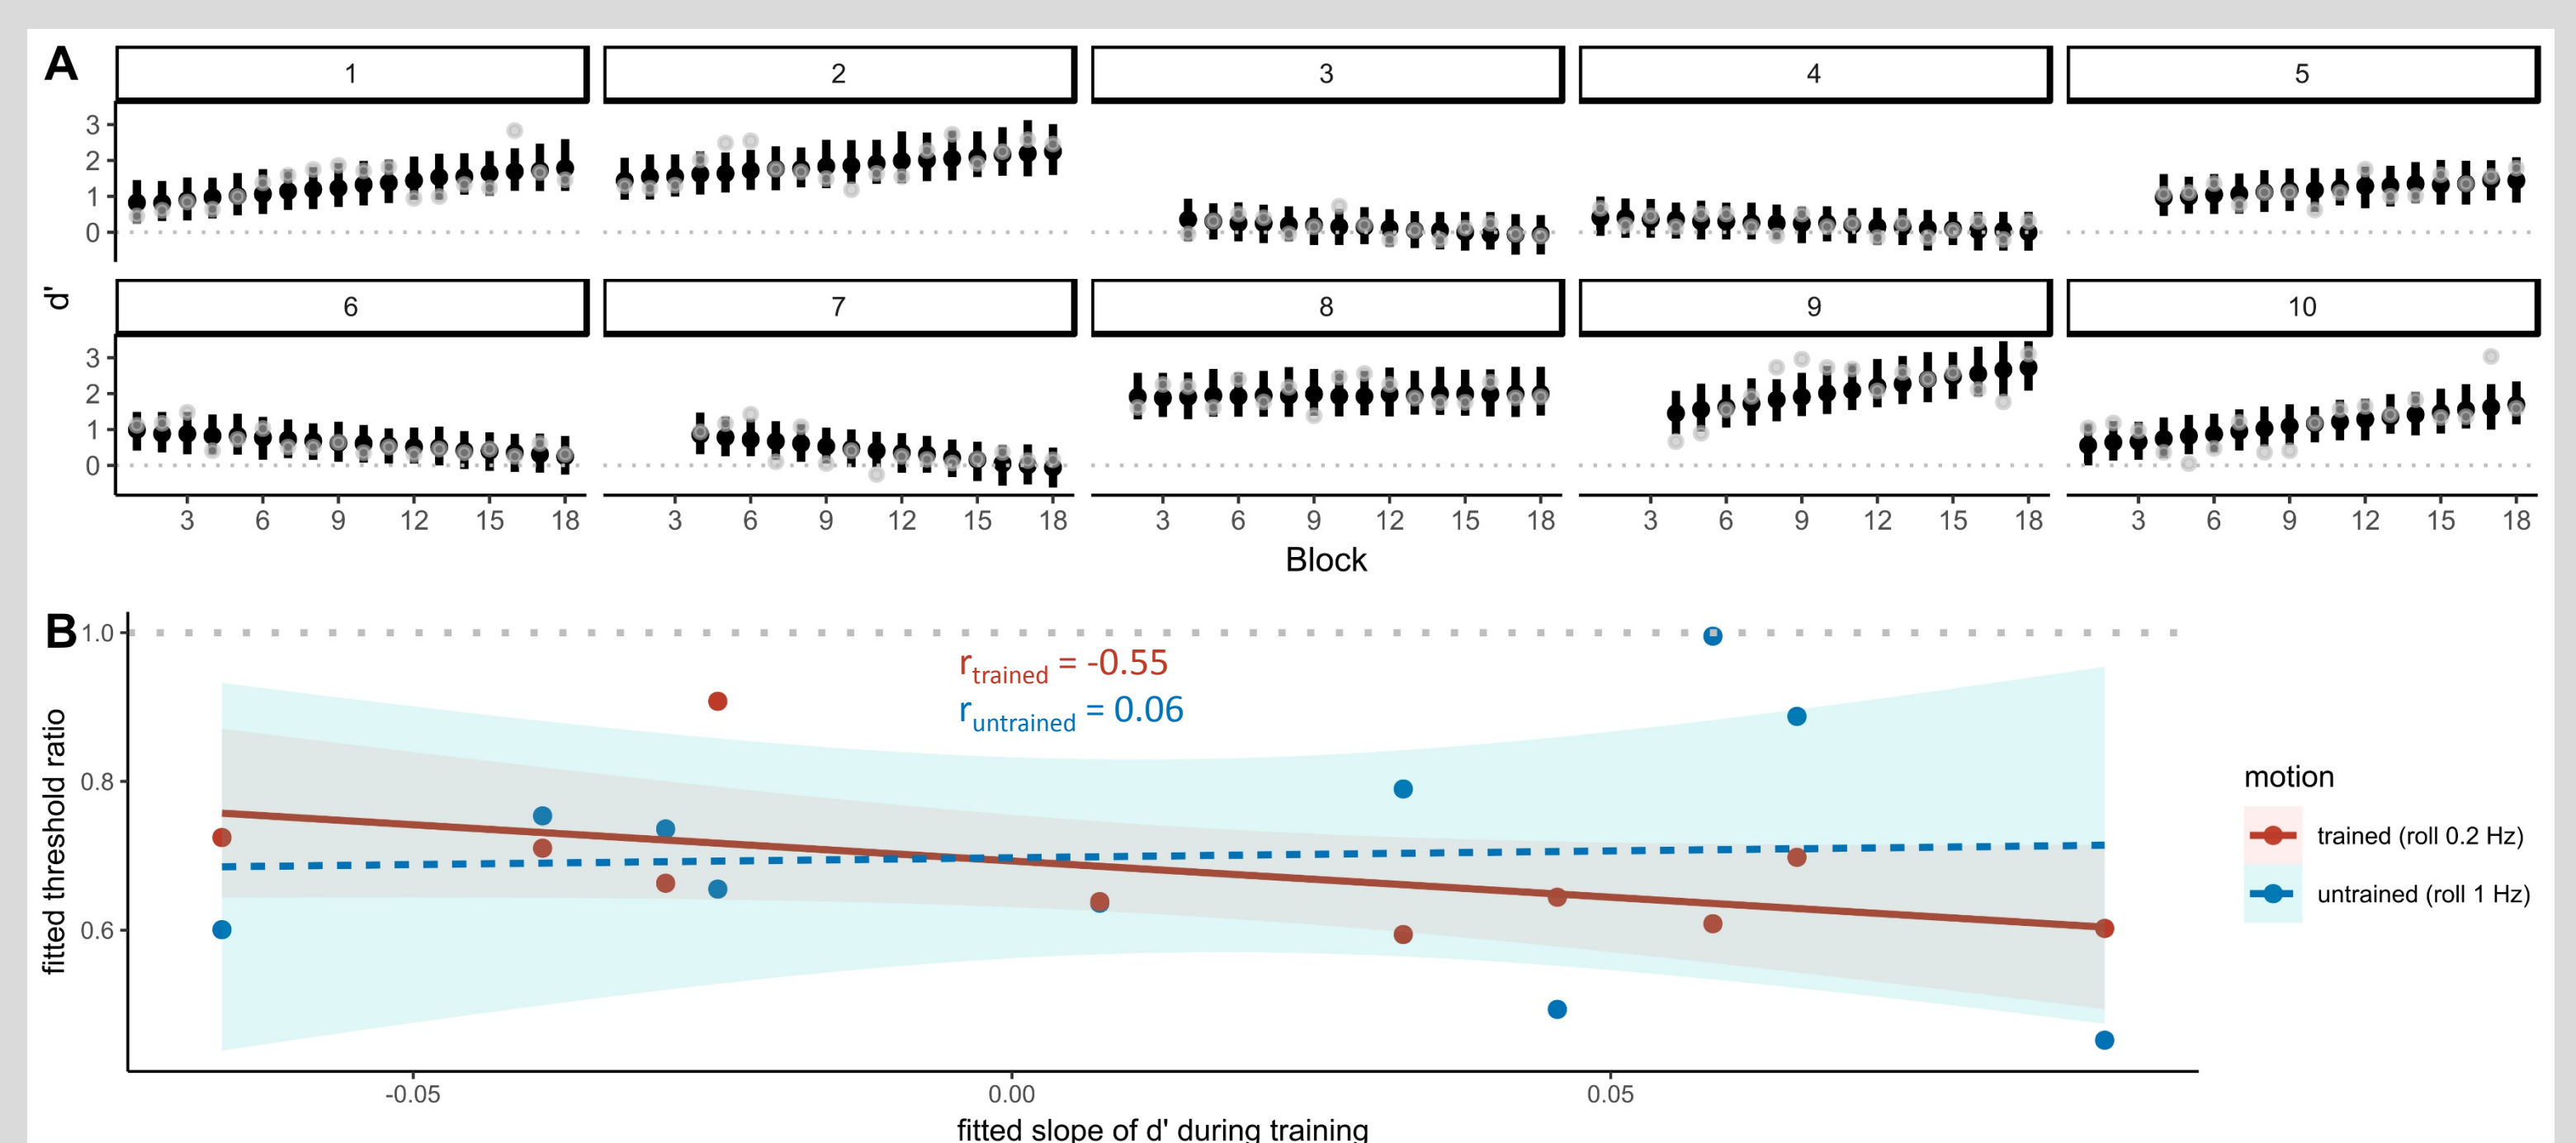 A
1 2 3 4 5
3
2
1
0
d'
6 7 8 9 10
3
2
1
0
3 6 9 12 15 18 3 6 9 12 15 18 3 6 9 12 15 18 3 6 9 12 15 18 3 6 9 12 15 18
Block
B
1.0
0.8
0.6
fitted threshold ratio
rtrained = -0.55
runtrained = 0.06
motion
trained (roll 0.2 Hz)
untrained (roll 1 Hz)
-0.05 0.00 0.05
fitted slope of d' during training